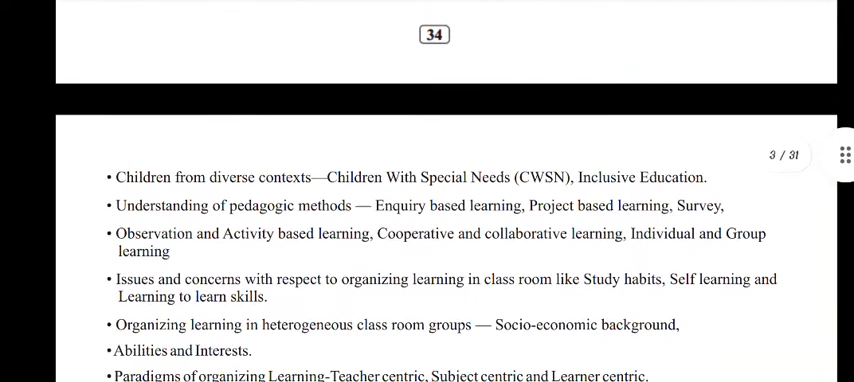 34
3 / 31
• Children from diverse contexts—Children With Special Needs (CWSN), Inclusive Education.
• Understanding of pedagogic methods — Enquiry based learning, Project based learning, Survey,
• Observation and Activity based learning, Cooperative and collaborative learning, Individual and Group
learning
• Issues and concerns with respect to organizing learning in class room like Study habits, Self learning and
Learning to learn skills.
• Organizing learning in heterogeneous class room groups — Socio-economic background,
• Abilities and Interests.
• Paradigms of organizing Learning-Teacher centric, Subject centric and Learner centric.